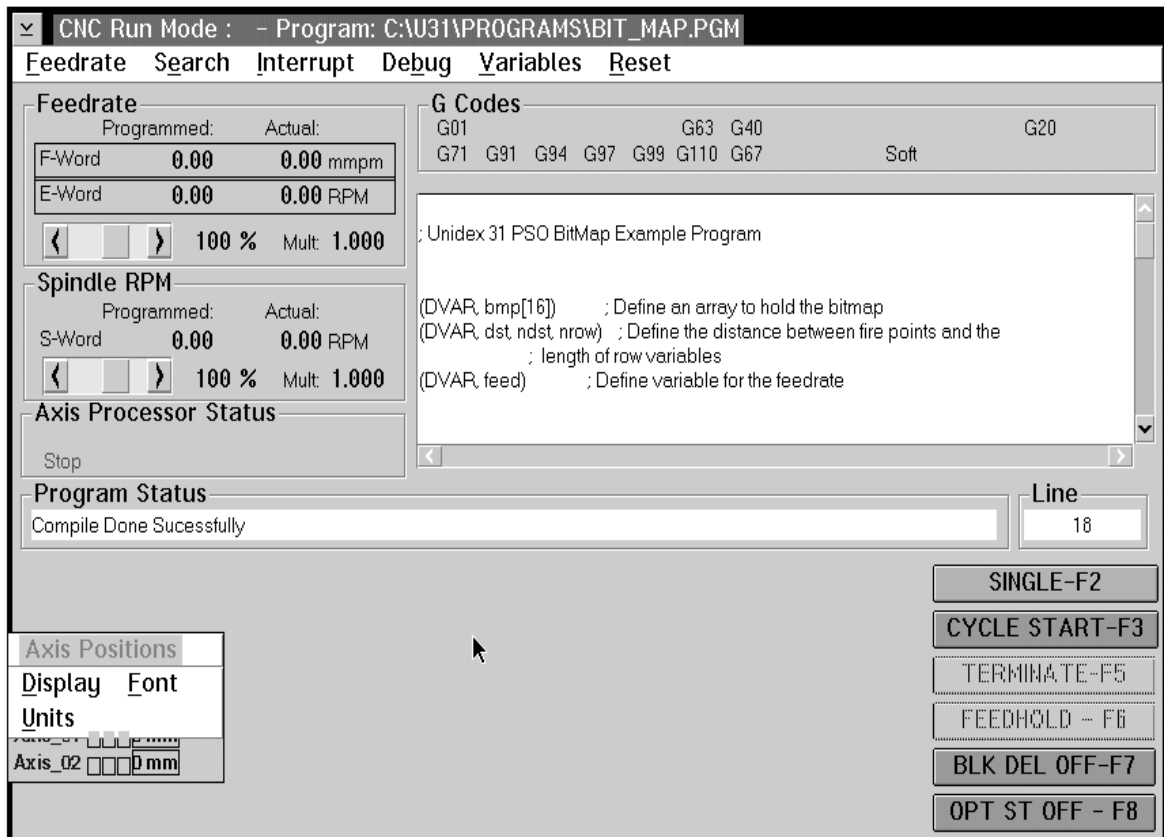 CNC Run Mode :   - Program: C:\U31\PROGRAMS\BIT_MAP.PGM
Feedrate   Search   Interrupt   Debug   Variables   Reset
Feedrate
Programmed:   Actual:
F-Word   0.00   0.00 mmpm
E-Word   0.00   0.00 RPM
100 %   Mult: 1.000
Spindle RPM
Programmed:   Actual:
S-Word   0.00   0.00 RPM
100 %   Mult: 1.000
Axis Processor Status
Stop
G Codes
G01   G63   G40   G20
G71   G91   G94   G97   G99   G110   G67   Soft
; Unidex 31 PSO BitMap Example Program
(DVAR, bmp[16])   ; Define an array to hold the bitmap
(DVAR, dst, ndst, nrow)   ; Define the distance between fire points and the
; length of row variables
(DVAR, feed)   ; Define variable for the feedrate
Program Status
Compile Done Sucessfully
Line
18
SINGLE-F2
CYCLE START-F3
TERMINATE-F5
FEEDHOLD - F6
BLK DEL OFF-F7
OPT ST OFF - F8
Axis Positions
Display   Font
Units
Axis_02   0 mm